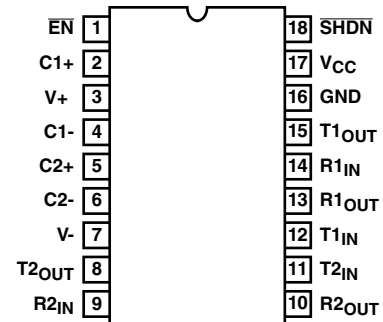 EN 1 18 SHDN
C1+ 2 17 VCC
V+ 3 16 GND
C1- 4 15 T1OUT
C2+ 5 14 R1IN
C2- 6 13 R1OUT
V- 7 12 T1IN
T2OUT 8 11 T2IN
R2IN 9 10 R2OUT